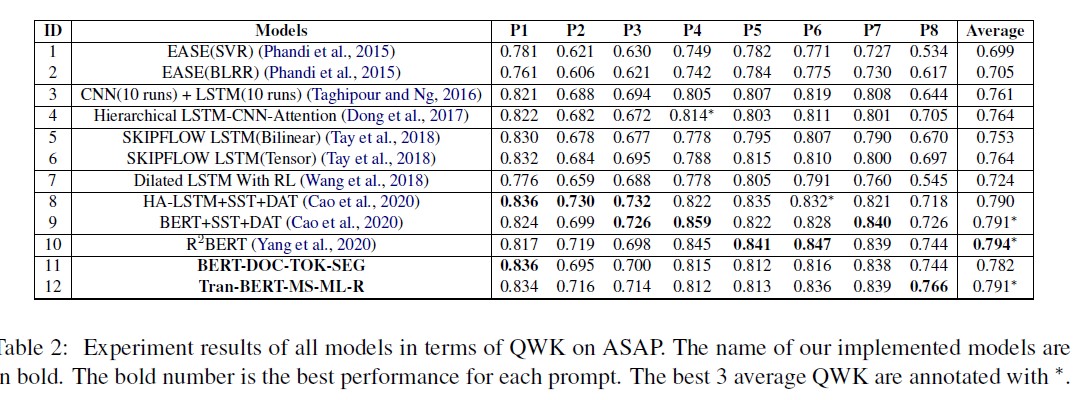 ID Models P1 P2 P3 P4 P5 P6 P7 P8 Average
1 EASE(SVR) (Phandi et al., 2015) 0.781 0.621 0.630 0.749 0.782 0.771 0.727 0.534 0.699
2 EASE(BLRR) (Phandi et al., 2015) 0.761 0.606 0.621 0.742 0.784 0.775 0.730 0.617 0.705
3 CNN(10 runs) + LSTM(10 runs) (Taghipour and Ng, 2016) 0.821 0.688 0.694 0.805 0.807 0.819 0.808 0.644 0.761
4 Hierarchical LSTM-CNN-Attention (Dong et al., 2017) 0.822 0.682 0.672 0.814* 0.803 0.811 0.801 0.705 0.764
5 SKIPFLOW LSTM(Bilinear) (Tay et al., 2018) 0.830 0.678 0.677 0.778 0.795 0.807 0.790 0.670 0.753
6 SKIPFLOW LSTM(Tensor) (Tay et al., 2018) 0.832 0.684 0.695 0.788 0.815 0.810 0.800 0.697 0.764
7 Dilated LSTM With RL (Wang et al., 2018) 0.776 0.659 0.688 0.778 0.805 0.791 0.760 0.545 0.724
8 HA-LSTM+SST+DAT (Cao et al., 2020) 0.836 0.730 0.732 0.822 0.835 0.832* 0.821 0.718 0.790
9 BERT+SST+DAT (Cao et al., 2020) 0.824 0.699 0.726 0.859 0.822 0.828 0.840 0.726 0.791*
10 R²BERT (Yang et al., 2020) 0.817 0.719 0.698 0.845 0.841 0.847 0.839 0.744 0.794*
11 BERT-DOC-TOK-SEG 0.836 0.695 0.700 0.815 0.812 0.816 0.838 0.744 0.782
12 Tran-BERT-MS-ML-R 0.834 0.716 0.714 0.812 0.813 0.836 0.839 0.766 0.791*
able 2: Experiment results of all models in terms of QWK on ASAP. The name of our implemented models are
n bold. The bold number is the best performance for each prompt. The best 3 average QWK are annotated with *.